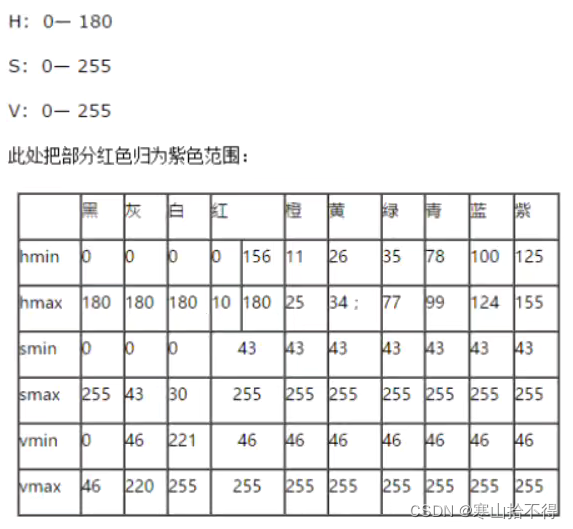 H：0— 180
S：0— 255
V：0— 255
此处把部分红色归为紫色范围：
黑 灰 白 红 橙 黄 绿 青 蓝 紫
hmin 0 0 0 0 156 11 26 35 78 100 125
hmax 180 180 180 10 180 25 34； 77 99 124 155
smin 0 0 0 43 43 43 43 43 43 43
smax 255 43 30 255 255 255 255 255 255 255
vmin 0 46 221 46 46 46 46 46 46 46
vmax 46 220 255 255 255 255 255 255 255 255
CSDN @寒山抬不得